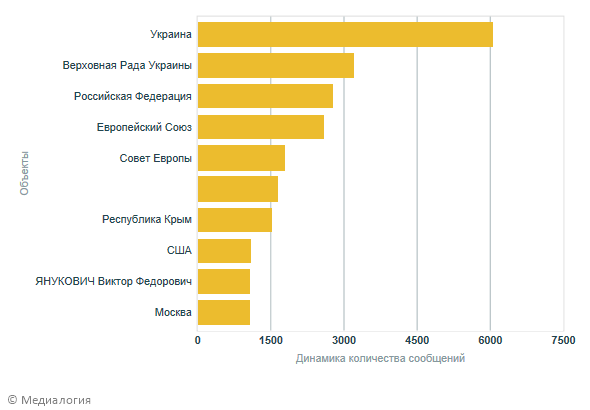 Украина
Верховная Рада Украины
Российская Федерация
Европейский Союз
Совет Европы
Республика Крым
США
ЯНУКОВИЧ Виктор Федорович
Москва
Объекты
0 1500 3000 4500 6000 7500
Динамика количества сообщений
© Медиалогия